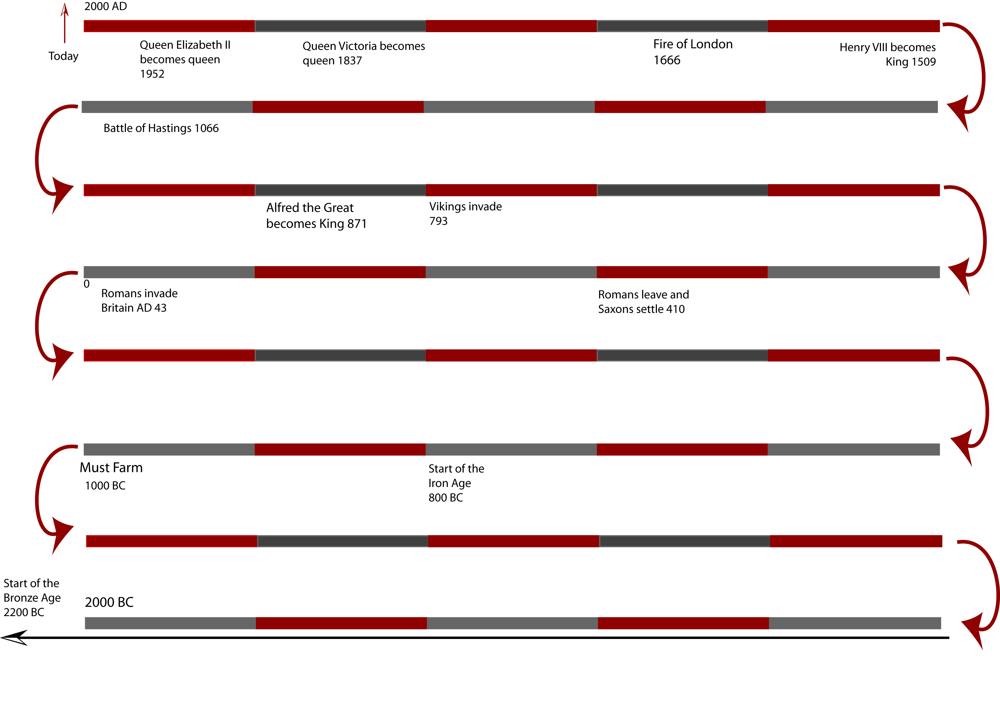 2000 AD
Today
Queen Elizabeth II
becomes queen
1952
Queen Victoria becomes
queen 1837
Fire of London
1666
Henry VIII becomes
King 1509
Battle of Hastings 1066
Alfred the Great
becomes King 871
Vikings invade
793
0
Romans invade
Britain AD 43
Romans leave and
Saxons settle 410
Must Farm
1000 BC
Start of the
Iron Age
800 BC
Start of the
Bronze Age
2200 BC
2000 BC